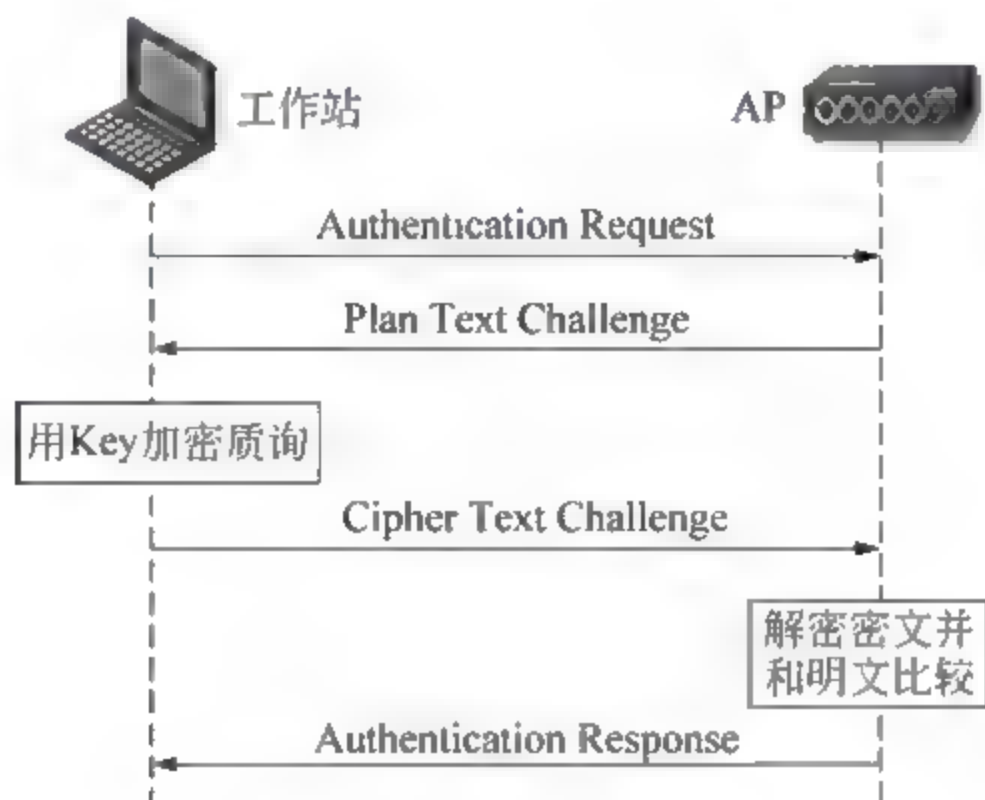 工作站
AP
Authentication Request
Plan Text Challenge
用Key加密质询
Cipher Text Challenge
解密密文并
和明文比较
Authentication Response